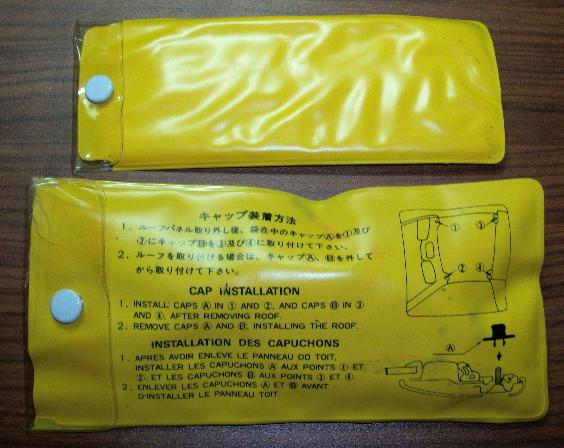 キャップ装着方法
1. ルーフパネル取り外し後、袋在中のキャップⒶを①及び
②にキャップⒷを③及び④に取り付けて下さい。
2. ルーフを取り付ける場合は、キャップⒶ、Ⓑを外して
から取り付けて下さい。
CAP INSTALLATION
1. INSTALL CAPS Ⓐ IN ① AND ②, AND CAPS Ⓑ IN ③
AND ④, AFTER REMOVING ROOF.
2. REMOVE CAPS Ⓐ AND Ⓑ, INSTALLING THE ROOF.
INSTALLATION DES CAPUCHONS
1. APRES AVOIR ENLEVE LE PANNEAU DO TOIT,
INSTALLER LES CAPUCHONS Ⓐ AUX POINTS ① ET
②, ET LES CAPUCHONS Ⓑ AUX POINTS ③ ET ④.
2. ENLEVER LES CAPUCHONS Ⓐ ET Ⓑ AVANT
D'INSTALLER LE PANNEAU TOIT.
① ③
② ④
Ⓐ